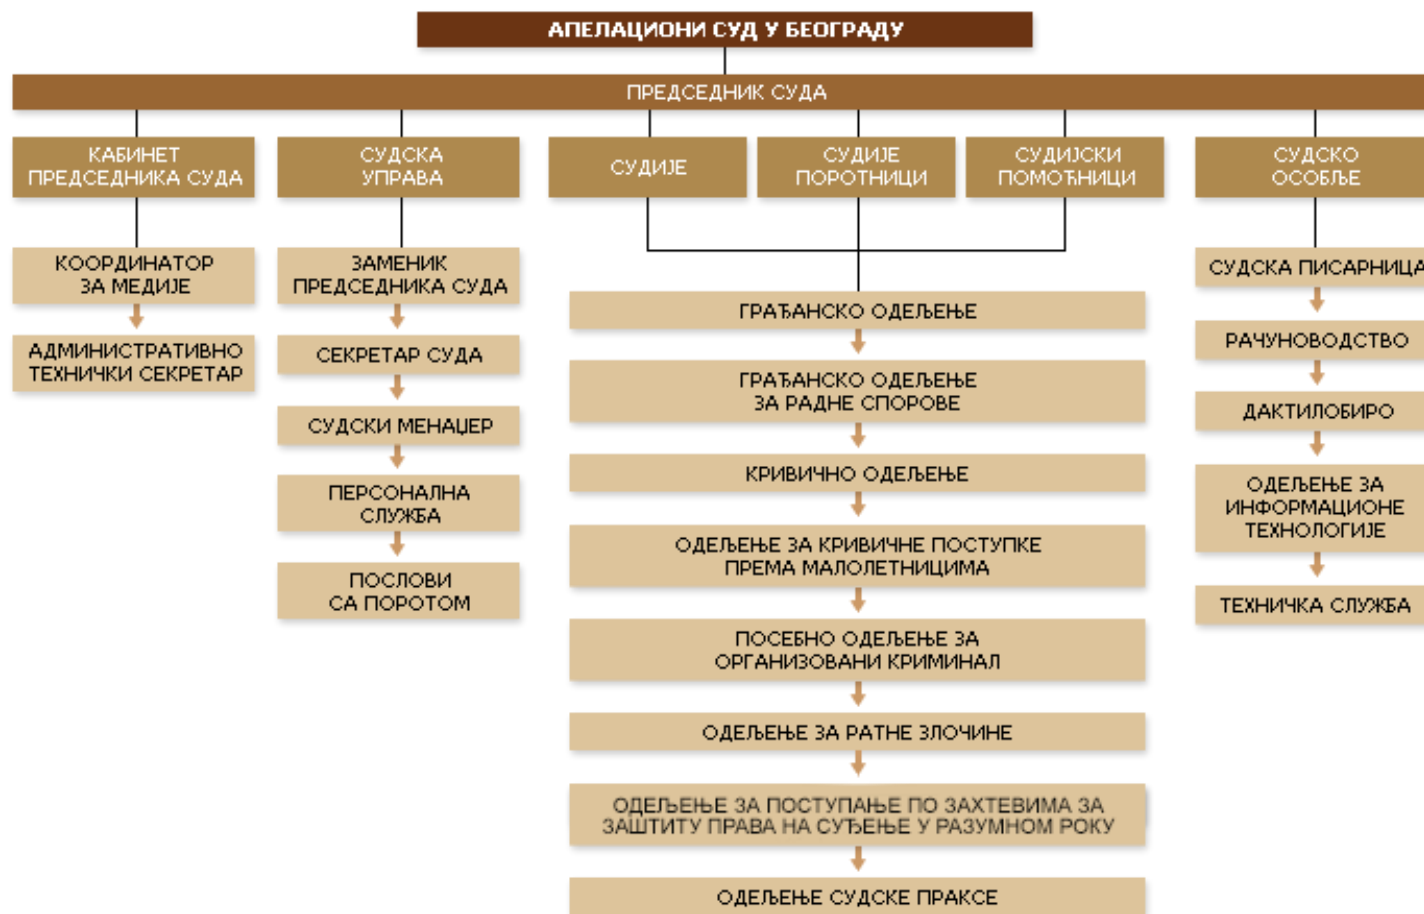 АПЕЛАЦИОНИ СУД У БЕОГРАДУ
ПРЕДСЕДНИК СУДА
КАБИНЕТ
ПРЕДСЕДНИКА СУДА
КООРДИНАТОР
ЗА МЕДИЈЕ
АДМИНИСТРАТИВНО
ТЕХНИЧКИ СЕКРЕТАР
СУДСКА
УПРАВА
ЗАМЕНИК
ПРЕДСЕДНИКА СУДА
СЕКРЕТАР СУДА
СУДСКИ МЕНАЏЕР
ПЕРСОНАЛНА
СЛУЖБА
ПОСЛОВИ
СА ПОРОТОМ
СУДИЈЕ
СУДИЈЕ
ПОРОТНИЦИ
СУДИЈСКИ
ПОМОЋНИЦИ
ГРАЂАНСКО ОДЕЉЕЊЕ
ГРАЂАНСКО ОДЕЉЕЊЕ
ЗА РАДНЕ СПОРОВЕ
КРИВИЧНО ОДЕЉЕЊЕ
ОДЕЉЕЊЕ ЗА КРИВИЧНЕ ПОСТУПКЕ
ПРЕМА МАЛОЛЕТНИЦИМА
ПОСЕБНО ОДЕЉЕЊЕ ЗА
ОРГАНИЗОВАНИ КРИМИНАЛ
ОДЕЉЕЊЕ ЗА РАТНЕ ЗЛОЧИНЕ
ОДЕЉЕЊЕ ЗА ПОСТУПАЊЕ ПО ЗАХТЕВИМА ЗА
ЗАШТИТУ ПРАВА НА СУЂЕЊЕ У РАЗУМНОМ РОКУ
ОДЕЉЕЊЕ СУДСКЕ ПРАКСЕ
СУДСКО
ОСОБЉЕ
СУДСКА ПИСАРНИЦА
РАЧУНОВОДСТВО
ДАКТИЛОБИРО
ОДЕЉЕЊЕ ЗА
ИНФОРМАЦИОНЕ
ТЕХНОЛОГИЈЕ
ТЕХНИЧКА СЛУЖБА